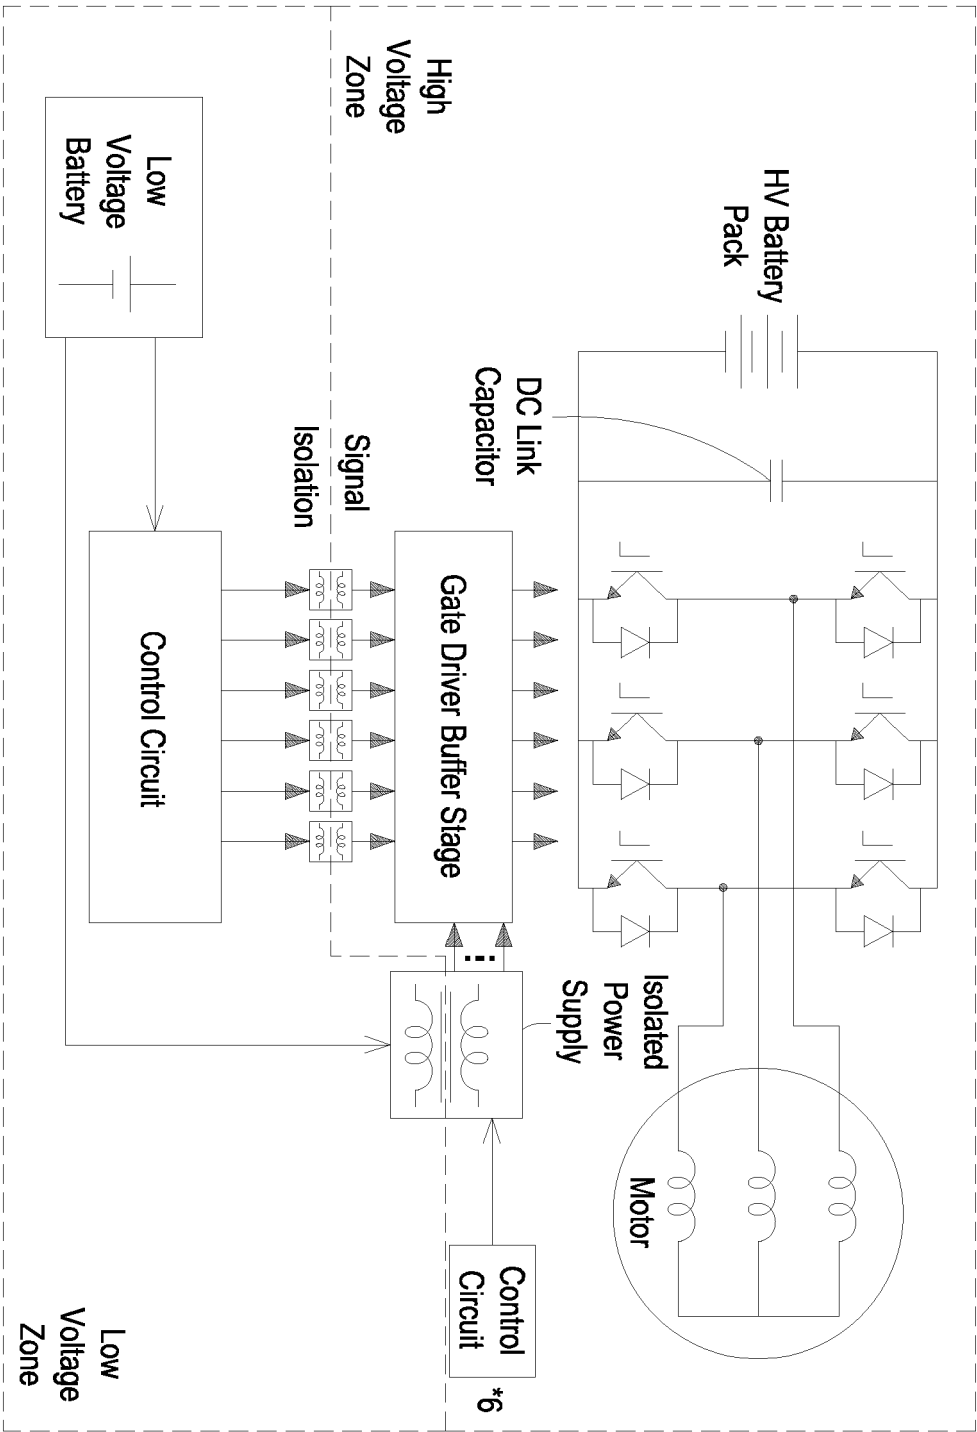 High
Voltage
Zone
HV Battery
Pack
DC Link
Capacitor
Low
Voltage
Battery
Signal
Isolation
Gate Driver Buffer Stage
Control Circuit
Isolated
Power
Supply
Motor
Control
Circuit
*6
Low
Voltage
Zone